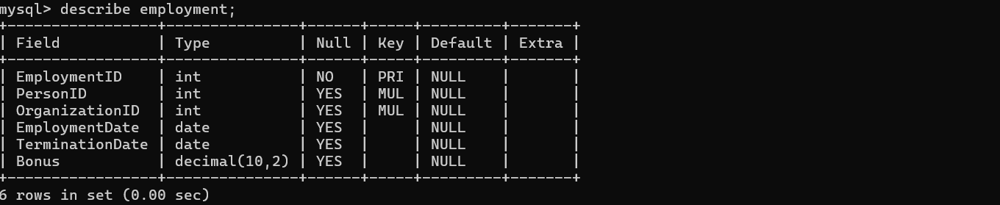 mysql> describe employment;
+-----------------+---------------+------+-----+---------+-------+
| Field           | Type          | Null | Key | Default | Extra |
+-----------------+---------------+------+-----+---------+-------+
| EmploymentID    | int           | NO   | PRI | NULL    |       |
| PersonID        | int           | YES  | MUL | NULL    |       |
| OrganizationID  | int           | YES  | MUL | NULL    |       |
| EmploymentDate  | date          | YES  |     | NULL    |       |
| TerminationDate | date          | YES  |     | NULL    |       |
| Bonus           | decimal(10,2) | YES  |     | NULL    |       |
+-----------------+---------------+------+-----+---------+-------+
6 rows in set (0.00 sec)